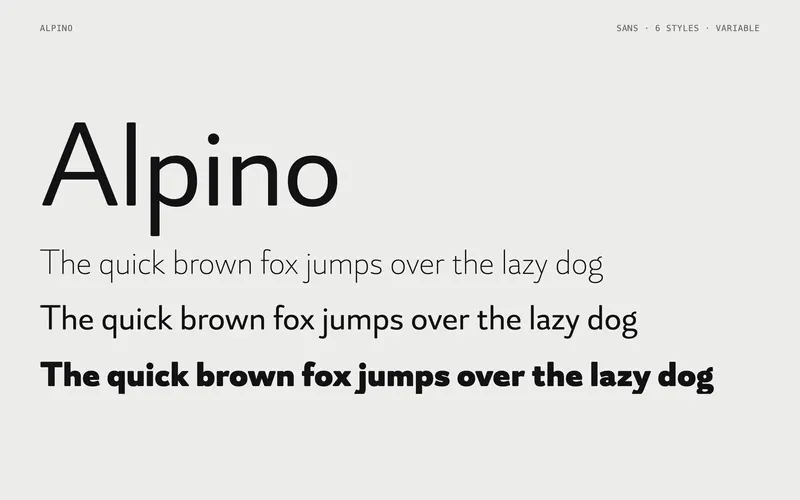 ALPINO
SANS · 6 STYLES · VARIABLE
Alpino
The quick brown fox jumps over the lazy dog
The quick brown fox jumps over the lazy dog
The quick brown fox jumps over the lazy dog